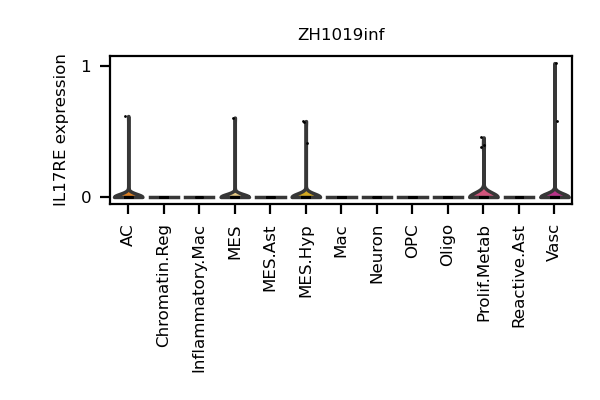 ZH1019inf
IL17RE expression
1
0
AC
Chromatin.Reg
Inflammatory.Mac
MES
MES.Ast
MES.Hyp
Mac
Neuron
OPC
Oligo
Prolif.Metab
Reactive.Ast
Vasc